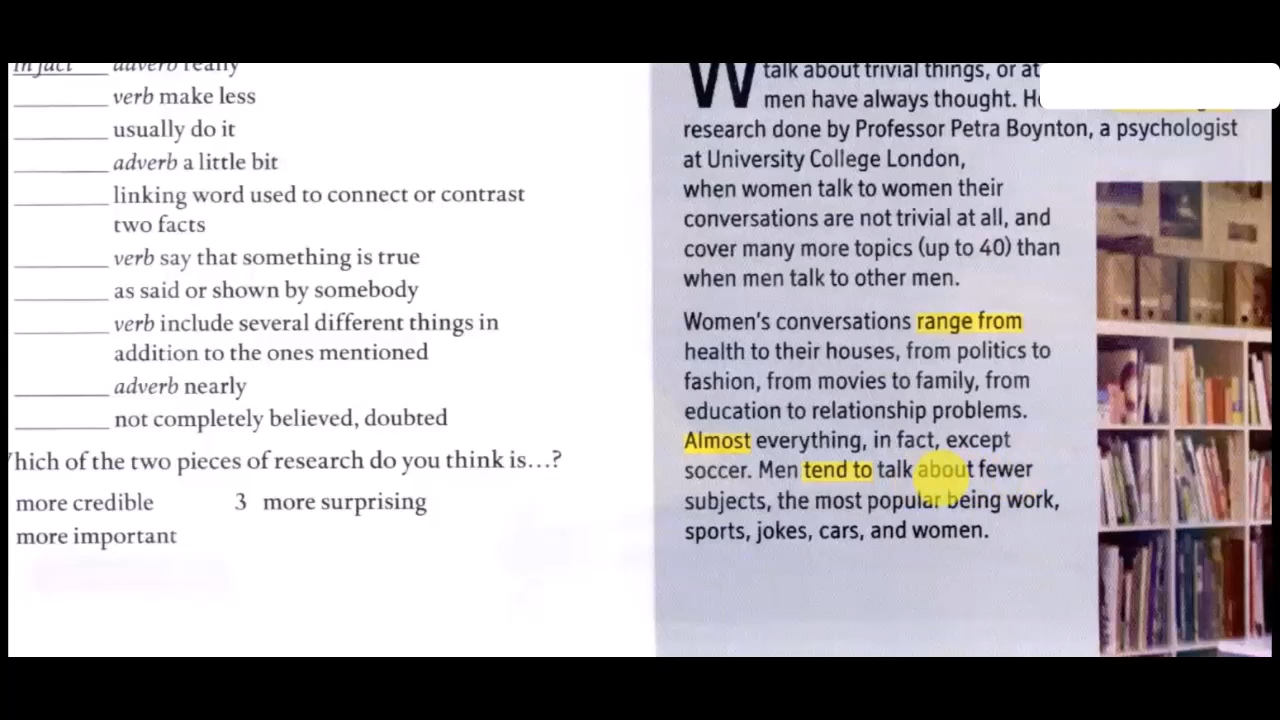 In fact adverb really
verb make less
usually do it
adverb a little bit
linking word used to connect or contrast
two facts
verb say that something is true
as said or shown by somebody
verb include several different things in
addition to the ones mentioned
adverb nearly
not completely believed, doubted
hich of the two pieces of research do you think is…?
more credible 3 more surprising
more important
W talk about trivial things, or at
men have always thought.
research done by Professor Petra Boynton, a psychologist
at University College London,
when women talk to women their
conversations are not trivial at all, and
cover many more topics (up to 40) than
when men talk to other men.
Women's conversations range from
health to their houses, from politics to
fashion, from movies to family, from
education to relationship problems.
Almost everything, in fact, except
soccer. Men tend to talk about fewer
subjects, the most popular being work,
sports, jokes, cars, and women.